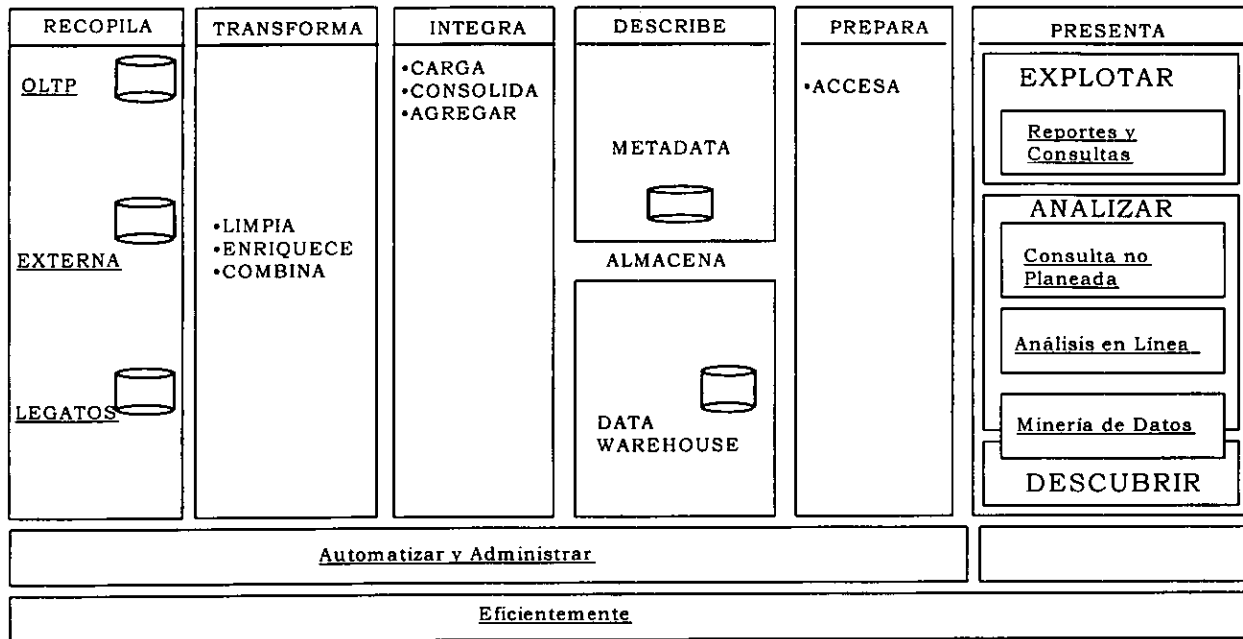 RECOPILA
OLTP
EXTERNA
LEGATOS
TRANSFORMA
•LIMPIA
•ENRIQUECE
•COMBINA
INTEGRA
•CARGA
•CONSOLIDA
•AGREGAR
DESCRIBE
METADATA
ALMACENA
DATA
WAREHOUSE
PREPARA
•ACCESA
PRESENTA
EXPLOTAR
Reportes y
Consultas
ANALIZAR
Consulta no
Planeada
Análisis en Línea
Minería de Datos
DESCUBRIR
Automatizar y Administrar
Eficientemente